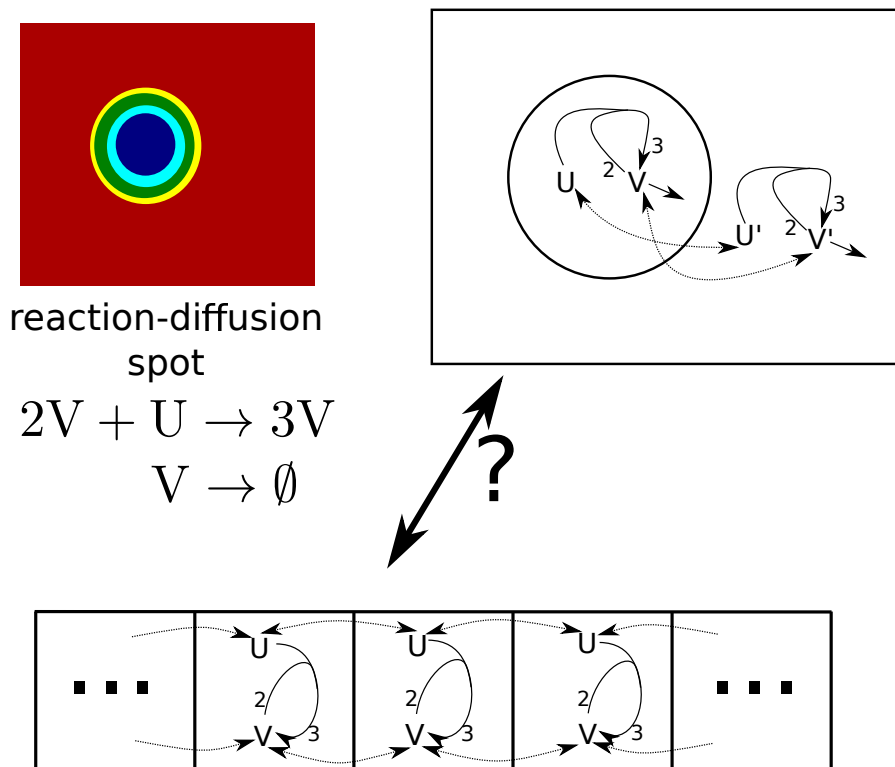 reaction-diffusion
spot
2V + U → 3V
V → ∅
3
2
U V
3
2
U' V'
?
U U U
2 2 2
V 3 V 3 V 3